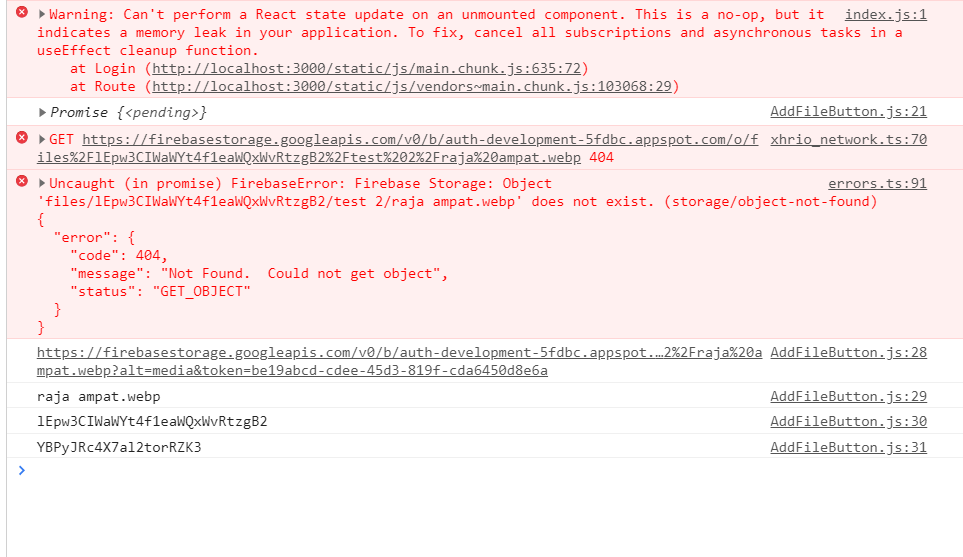 Warning: Can't perform a React state update on an unmounted component. This is a no-op, but it index.js:1
indicates a memory leak in your application. To fix, cancel all subscriptions and asynchronous tasks in a
useEffect cleanup function.
at Login (http://localhost:3000/static/js/main.chunk.js:635:72)
at Route (http://localhost:3000/static/js/vendors~main.chunk.js:103068:29)
Promise {<pending>} AddFileButton.js:21
GET https://firebasestorage.googleapis.com/v0/b/auth-development-5fdbc.appspot.com/o/f xhrio_network.ts:70
iles%2FlEpw3CIWaWYt4f1eaWQxWvRtzgB2%2Ftest%202%2Fraja%20ampat.webp 404
Uncaught (in promise) FirebaseError: Firebase Storage: Object errors.ts:91
'files/lEpw3CIWaWYt4f1eaWQxWvRtzgB2/test 2/raja ampat.webp' does not exist. (storage/object-not-found)
{
"error": {
"code": 404,
"message": "Not Found.  Could not get object",
"status": "GET_OBJECT"
}
}
https://firebasestorage.googleapis.com/v0/b/auth-development-5fdbc.appspot.…2%2Fraja%20a AddFileButton.js:28
mpat.webp?alt=media&token=be19abcd-cdee-45d3-819f-cda6450d8e6a
raja ampat.webp AddFileButton.js:29
lEpw3CIWaWYt4f1eaWQxWvRtzgB2 AddFileButton.js:30
YBPyJRc4X7al2torRZK3 AddFileButton.js:31